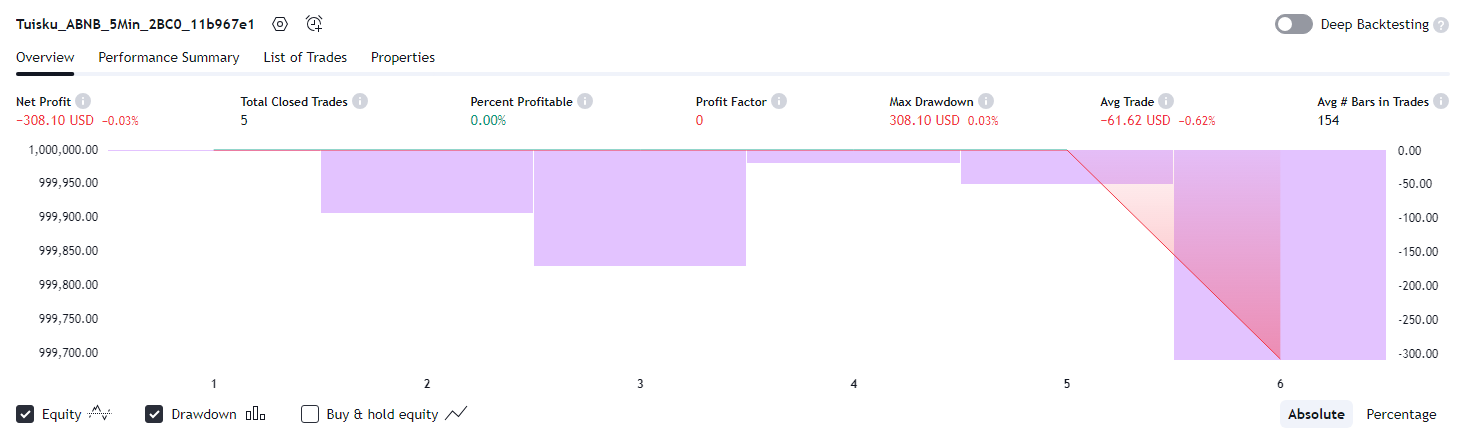 Tuisku_ABNB_5Min_2BC0_11b967e1 Deep Backtesting
Overview Performance Summary List of Trades Properties
Net Profit Total Closed Trades Percent Profitable Profit Factor Max Drawdown Avg Trade Avg # Bars in Trades
−308.10 USD −0.03% 5 0.00% 0 308.10 USD 0.03% −61.62 USD −0.62% 154
1,000,000.00 0.00
999,950.00 -50.00
999,900.00 -100.00
999,850.00 -150.00
999,800.00 -200.00
999,750.00 -250.00
999,700.00 -300.00
1 2 3 4 5 6
Equity Drawdown Buy & hold equity Absolute Percentage